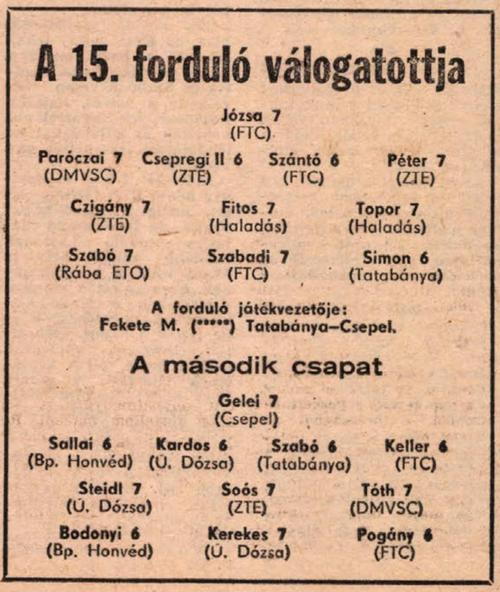 A 15. forduló válogatottja
Józsa 7
(FTC)
Paróczai 7 Csepregi II 6 Szántó 6 Péter 7
(DMVSC) (ZTE) (FTC) (ZTE)
Czigány 7 Fitos 7 Topor 7
(ZTE) (Haladás) (Haladás)
Szabó 7 Szabadi 7 Simon 6
(Rába ETO) (FTC) (Tatabánya)
A forduló játékvezetője:
Fekete M. (*****) Tatabánya–Csepel.
A második csapat
Gelei 7
(Csepel)
Sallai 6 Kardos 6 Szabó 6 Keller 6
(Bp. Honvéd) (Ú. Dózsa) (Tatabánya) (FTC)
Steidl 7 Soós 7 Tóth 7
(Ú. Dózsa) (ZTE) (DMVSC)
Bodonyi 6 Kerekes 7 Pogány 6
(Bp. Honvéd) (Ú. Dózsa) (FTC)